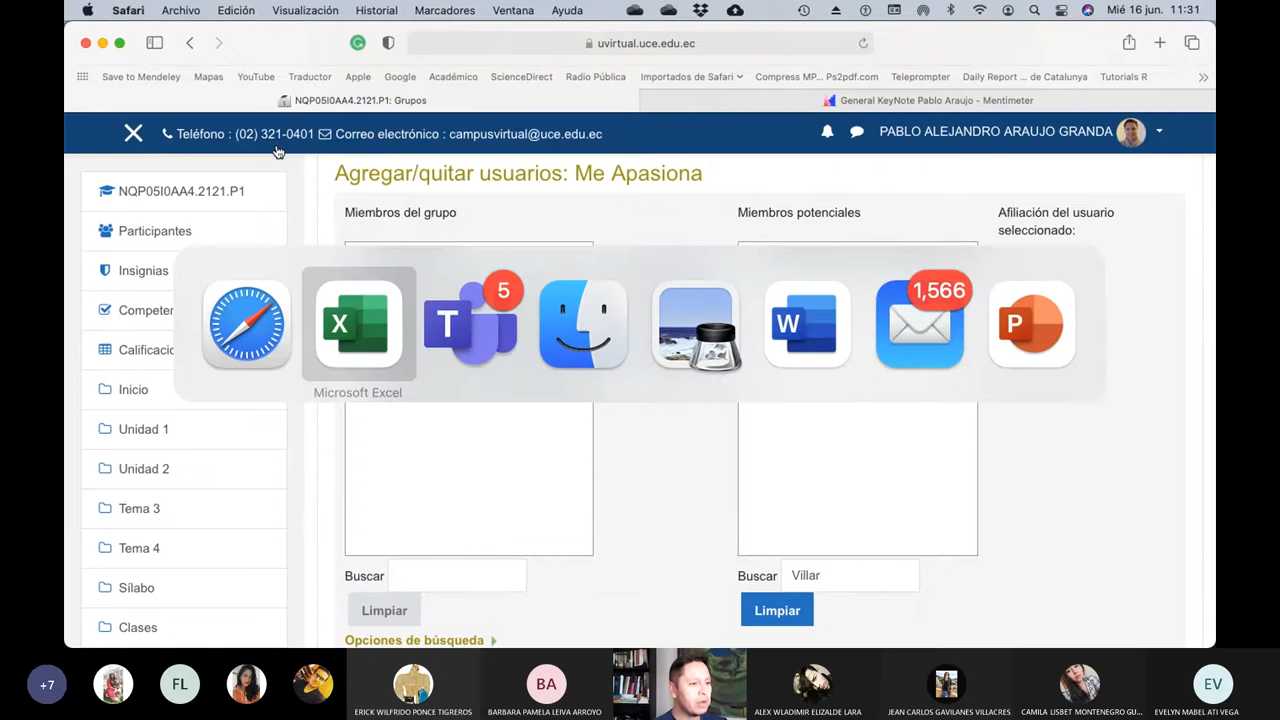 Safari Archivo Edición Visualización Historial Marcadores Ventana Ayuda Mié 16 jun. 11:31
uvirtual.uce.edu.ec
Save to Mendeley Mapas YouTube Traductor Apple Google Académico ScienceDirect Radio Pública Importados de Safari Compress MP... Ps2pdf.com Teleprompter Daily Report ... de Catalunya Tutorials R
NQP05I0AA4.2121.P1: Grupos General KeyNote Pablo Araujo - Mentimeter
Teléfono : (02) 321-0401 Correo electrónico : campusvirtual@uce.edu.ec PABLO ALEJANDRO ARAUJO GRANDA
Agregar/quitar usuarios: Me Apasiona
NQP05I0AA4.2121.P1
Miembros del grupo Miembros potenciales Afiliación del usuario
seleccionado:
Participantes
Insignias
Competen
Calificacio
Inicio
Unidad 1
Unidad 2
Tema 3
Tema 4
Sílabo
Clases
X T 5 W 1,566 P
Microsoft Excel
Buscar Buscar Villar
Limpiar Limpiar
Opciones de búsqueda
+7 FL BA EV
ERICK WILFRIDO PONCE TIGREROS BARBARA PAMELA LEIVA ARROYO ALEX WLADIMIR ELIZALDE LARA JEAN CARLOS GAVILANES VILLACRES CAMILA LISBET MONTENEGRO GU... EVELYN MABEL ATI VEGA